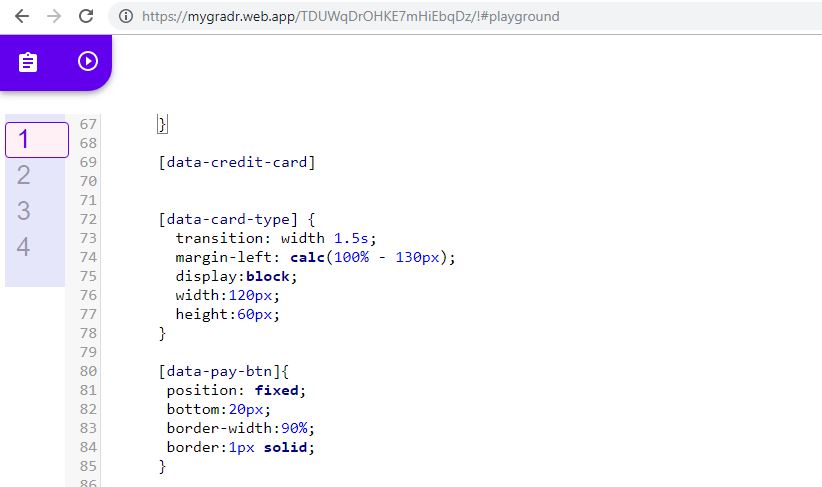 https://mygradr.web.app/TDUWqDrOHKE7mHiEbqDz/!#playground
1
2
3
4
67 }
68
69 [data-credit-card]
70
71
72 [data-card-type] {
73 transition: width 1.5s;
74 margin-left: calc(100% - 130px);
75 display:block;
76 width:120px;
77 height:60px;
78 }
79
80 [data-pay-btn]{
81 position: fixed;
82 bottom:20px;
83 border-width:90%;
84 border:1px solid;
85 }
86